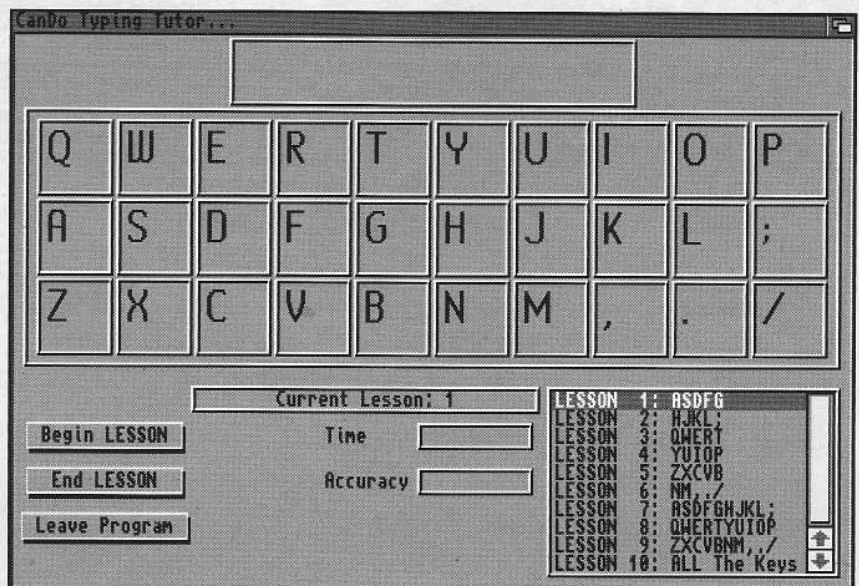 CanDo Typing Tutor...
Q W E R T Y U I O P
A S D F G H J K L ;
Z X C V B N M , . /
Current Lesson: 1
Begin LESSON
Time
End LESSON
Accuracy
Leave Program
LESSON 1: ASDFG
LESSON 2: HJKL;
LESSON 3: QWERT
LESSON 4: YUIOP
LESSON 5: ZXCVB
LESSON 6: NM,./
LESSON 7: ASDFGHJKL;
LESSON 8: QWERTYUIOP
LESSON 9: ZXCVBNM,./
LESSON 10: ALL The Keys